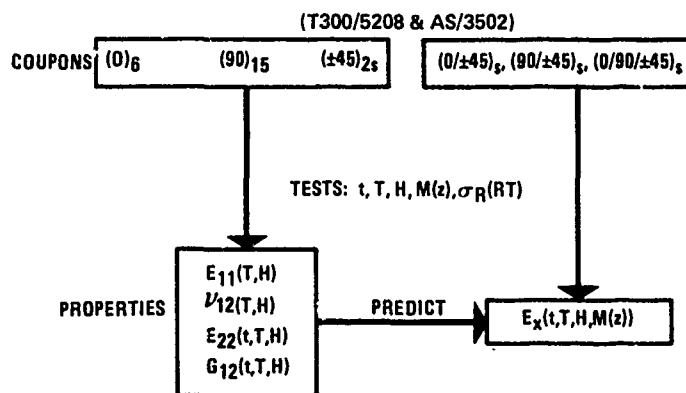 (T300/5208 & AS/3502)
COUPONS (0)6 (90)15 (±45)2s
(0/±45)s, (90/±45)s, (0/90/±45)s
TESTS: t, T, H, M(z), σR(RT)
PROPERTIES
E11(T,H)
ν12(T,H)
E22(t,T,H)
G12(t,T,H)
PREDICT
Ex(t,T,H,M(z))